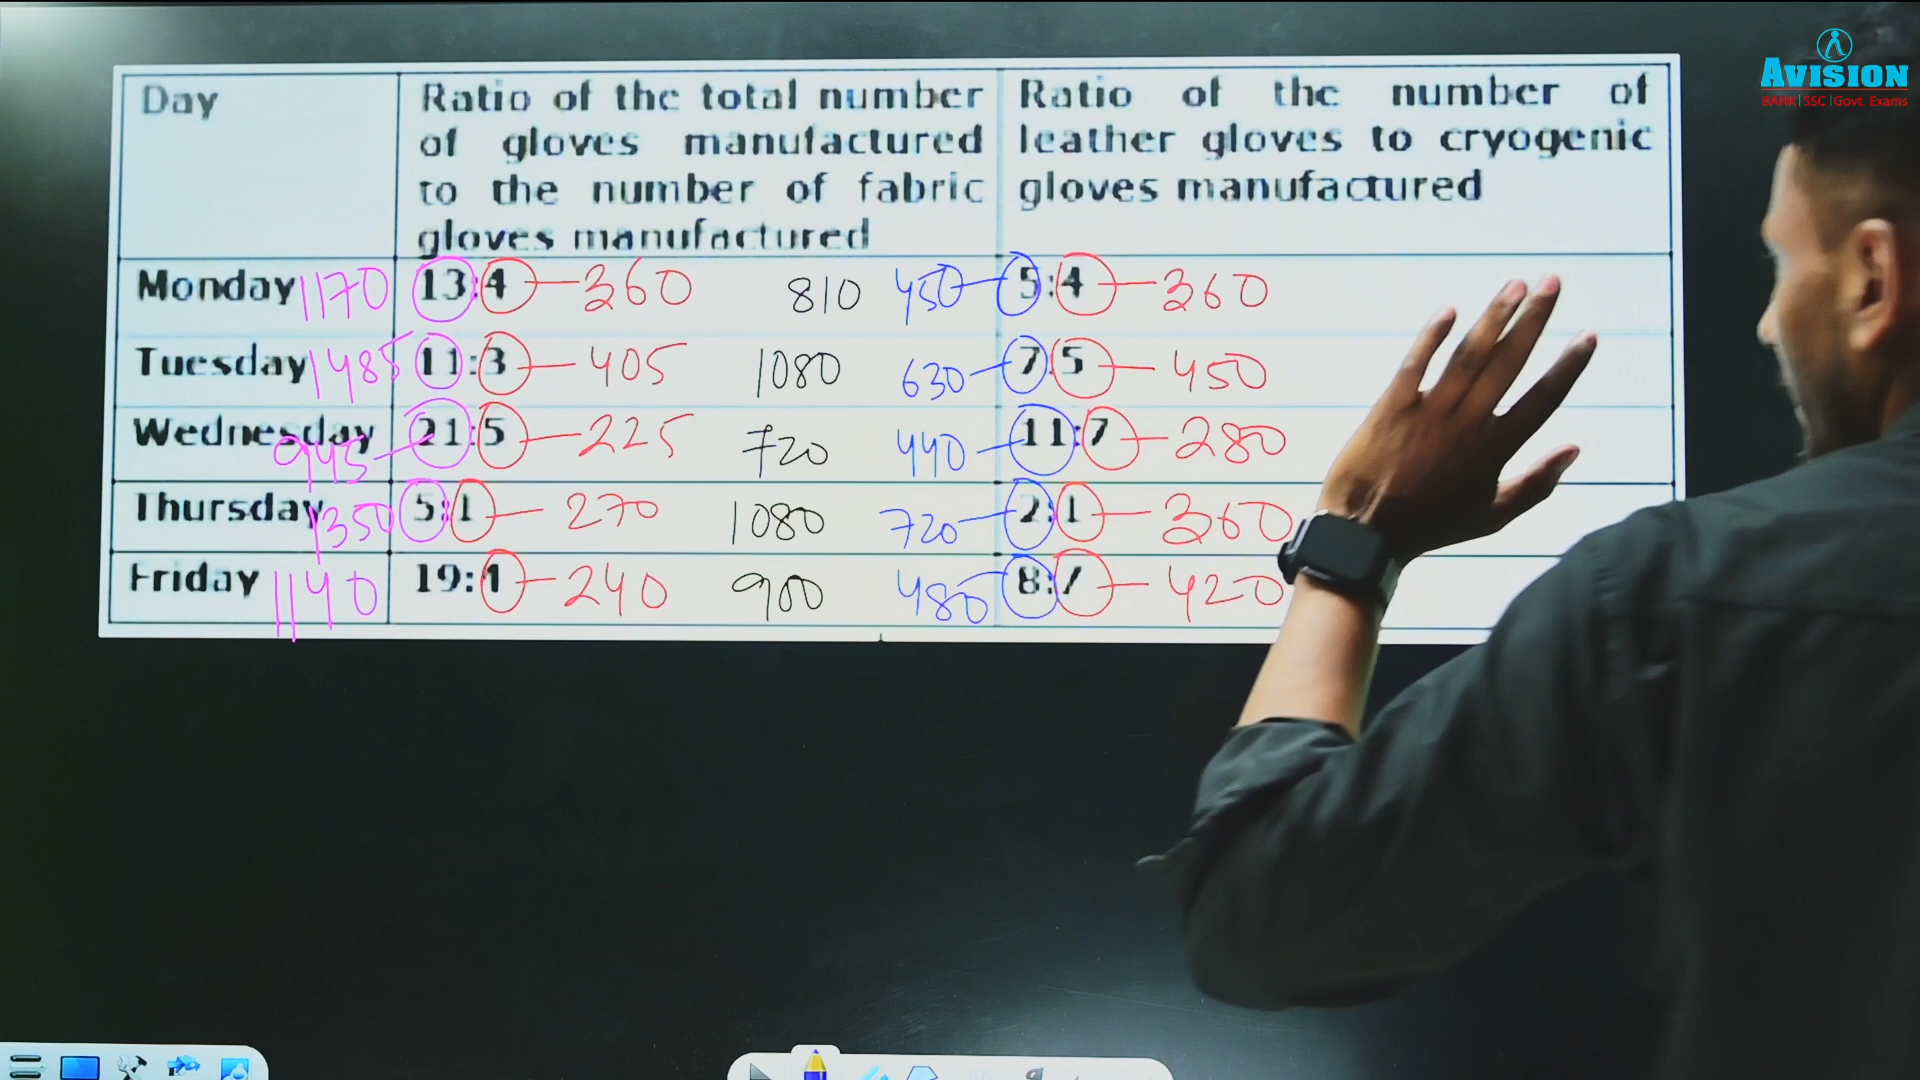 AVISION
BANK | SSC | Govt. Exams
Day
Ratio of the total number
of gloves manufactured
to the number of fabric
gloves manufactured
Ratio of the number of
leather gloves to cryogenic
gloves manufactured
Monday 1170 13:4 360 810 450 5:4 360
Tuesday 1485 11:3 405 1080 630 7:5 450
Wednesday 945 21:5 225 720 440 11:7 280
Thursday 1350 5:1 270 1080 720 2:1 360
Friday 1140 19:4 240 900 480 8:7 420